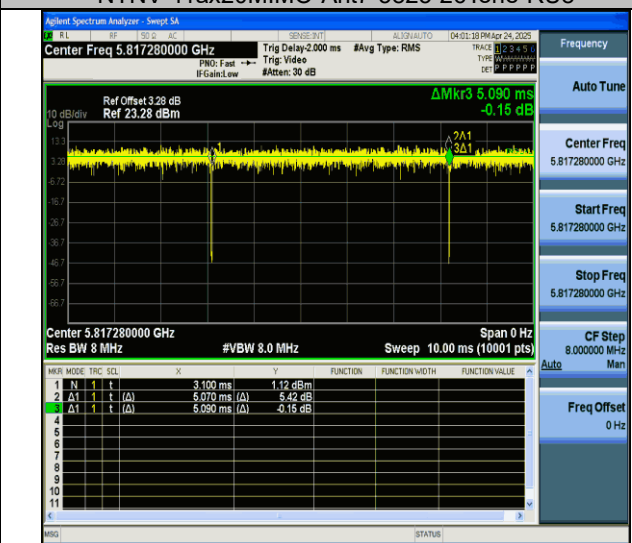 Agilent Spectrum Analyzer - Swept SA
RL RF 50 Ω AC SENSE:INT ALIGN AUTO 04:01:18 PM Apr 24, 2025
Center Freq 5.817280000 GHz Trig Delay-2.000 ms #Avg Type: RMS TRACE 1 2 3 4 5 6
PNO: Fast Trig: Video TYPE
IFGain:Low #Atten: 30 dB DET P P P P P P
Frequency
Auto Tune
ΔMkr3 5.090 ms
-0.15 dB
Ref Offset 3.28 dB
10 dB/div Ref 23.28 dBm
Log
13.3
3.28
-6.72
-16.7
-26.7
-36.7
-46.7
-56.7
-66.7
1
2Δ1
3Δ1
Center Freq
5.817280000 GHz
Start Freq
5.817280000 GHz
Stop Freq
5.817280000 GHz
Center 5.817280000 GHz Span 0 Hz
Res BW 8 MHz #VBW 8.0 MHz Sweep 10.00 ms (10001 pts)
CF Step
8.000000 MHz
Auto Man
Freq Offset
0 Hz
MKR MODE TRC SCL X Y FUNCTION FUNCTION WIDTH FUNCTION VALUE
1 N 1 t 3.100 ms 1.12 dBm
2 Δ1 1 t (Δ) 5.070 ms (Δ) 5.42 dB
3 Δ1 1 t (Δ) 5.090 ms (Δ) -0.15 dB
4
5
6
7
8
9
10
11
MSG STATUS